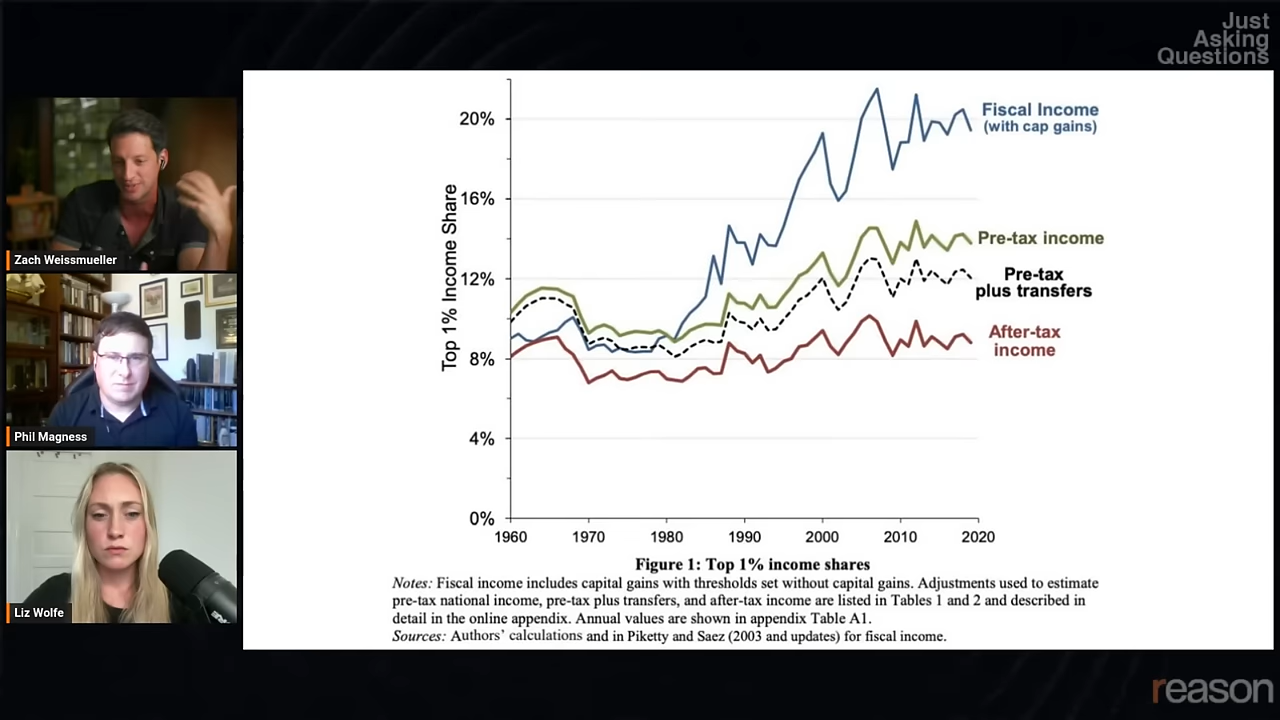 Just
Asking
Questions
Zach Weissmueller
Phil Magness
Liz Wolfe
Top 1% Income Share
20%
16%
12%
8%
4%
0%
1960
1970
1980
1990
2000
2010
2020
Fiscal Income
(with cap gains)
Pre-tax income
Pre-tax
plus transfers
After-tax
income
Figure 1: Top 1% income shares
Notes: Fiscal income includes capital gains with thresholds set without capital gains. Adjustments used to estimate
pre-tax national income, pre-tax plus transfers, and after-tax income are listed in Tables 1 and 2 and described in
detail in the online appendix. Annual values are shown in appendix Table A1.
Sources: Authors' calculations and in Piketty and Saez (2003 and updates) for fiscal income.
reason